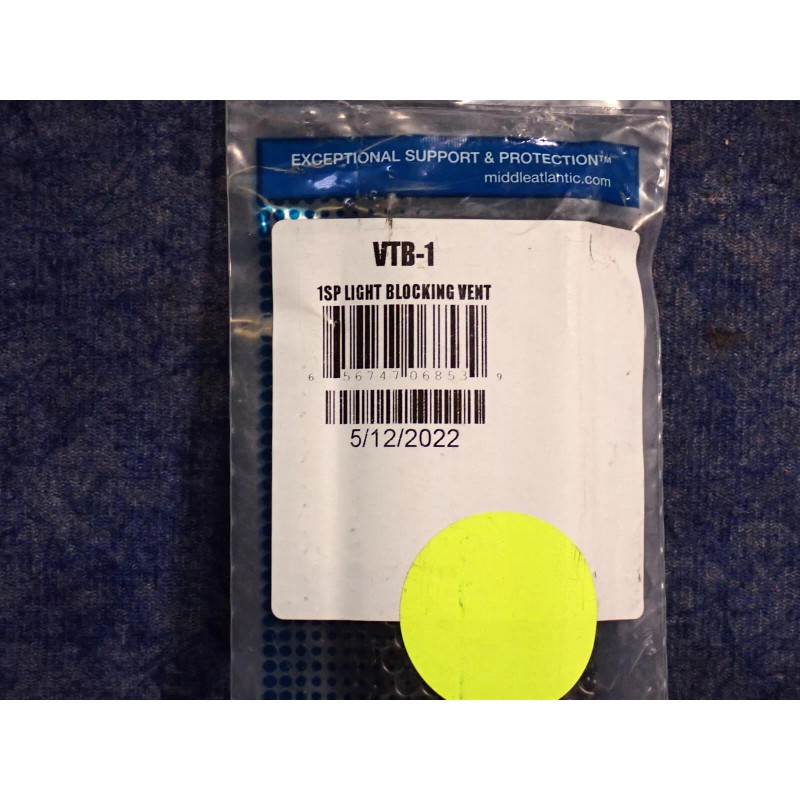 EXCEPTIONAL SUPPORT & PROTECTION™
middleatlantic.com
VTB-1
1SP LIGHT BLOCKING VENT
6 56747 06853 9
5/12/2022